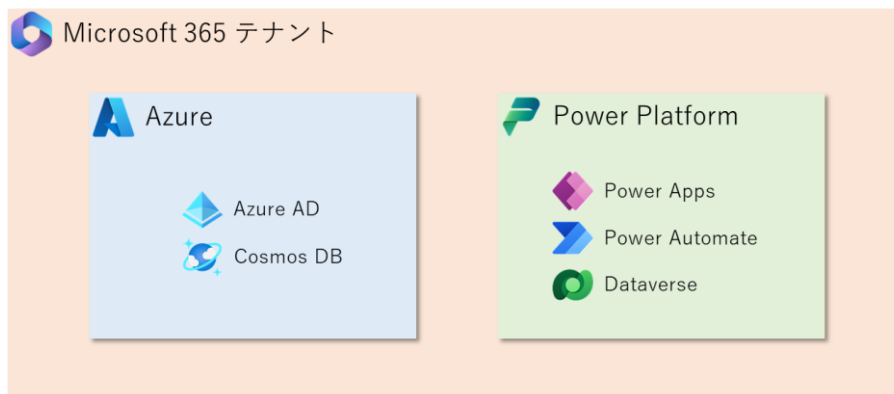 Microsoft 365 テナント
Azure
Azure AD
Cosmos DB
Power Platform
Power Apps
Power Automate
Dataverse